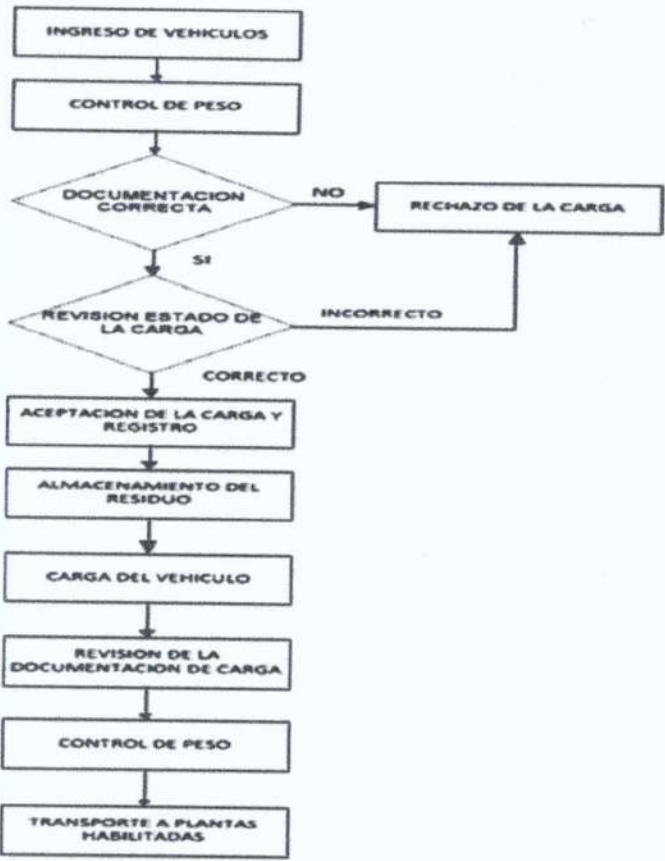 INGRESO DE VEHICULOS
CONTROL DE PESO
DOCUMENTACION
CORRECTA
NO
RECHAZO DE LA CARGA
SI
REVISION ESTADO DE
LA CARGA
INCORRECTO
CORRECTO
ACEPTACION DE LA CARGA Y
REGISTRO
ALMACENAMIENTO DEL
RESIDUO
CARGA DEL VEHICULO
REVISION DE LA
DOCUMENTACION DE CARGA
CONTROL DE PESO
TRANSPORTE A PLANTAS
HABILITADAS